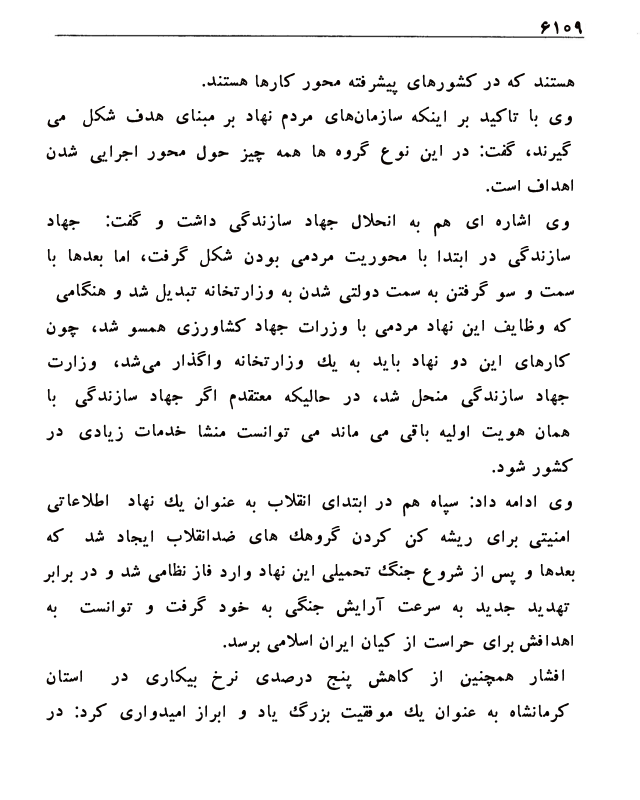 ۶۱۰۹
هستند که در کشورهای پیشرفته محور کارها هستند.
وی با تاکید بر اینکه سازمان‌های مردم نهاد بر مبنای هدف شکل می
گیرند، گفت: در این نوع گروه ها همه چیز حول محور اجرایی شدن
اهداف است.
وی اشاره ای هم به انحلال جهاد سازندگی داشت و گفت: جهاد
سازندگی در ابتدا با محوریت مردمی بودن شکل گرفت، اما بعدها با
سمت و سو گرفتن به سمت دولتی شدن به وزارتخانه تبدیل شد و هنگامی
که وظایف این نهاد مردمی با وزرات جهاد کشاورزی همسو شد، چون
کارهای این دو نهاد باید به یك وزارتخانه واگذار می‌شد، وزارت
جهاد سازندگی منحل شد، در حالیکه معتقدم اگر جهاد سازندگی با
همان هویت اولیه باقی می ماند می توانست منشا خدمات زیادی در
کشور شود.
وی ادامه داد: سپاه هم در ابتدای انقلاب به عنوان یك نهاد اطلاعاتی
امنیتی برای ریشه کن کردن گروهك های ضدانقلاب ایجاد شد که
بعدها و پس از شروع جنگ تحمیلی این نهاد وارد فاز نظامی شد و در برابر
تهدید جدید به سرعت آرایش جنگی به خود گرفت و توانست به
اهدافش برای حراست از کیان ایران اسلامی برسد.
افشار همچنین از کاهش پنج درصدی نرخ بیکاری در استان
کرمانشاه به عنوان یك موفقیت بزرگ یاد و ابراز امیدواری کرد: در